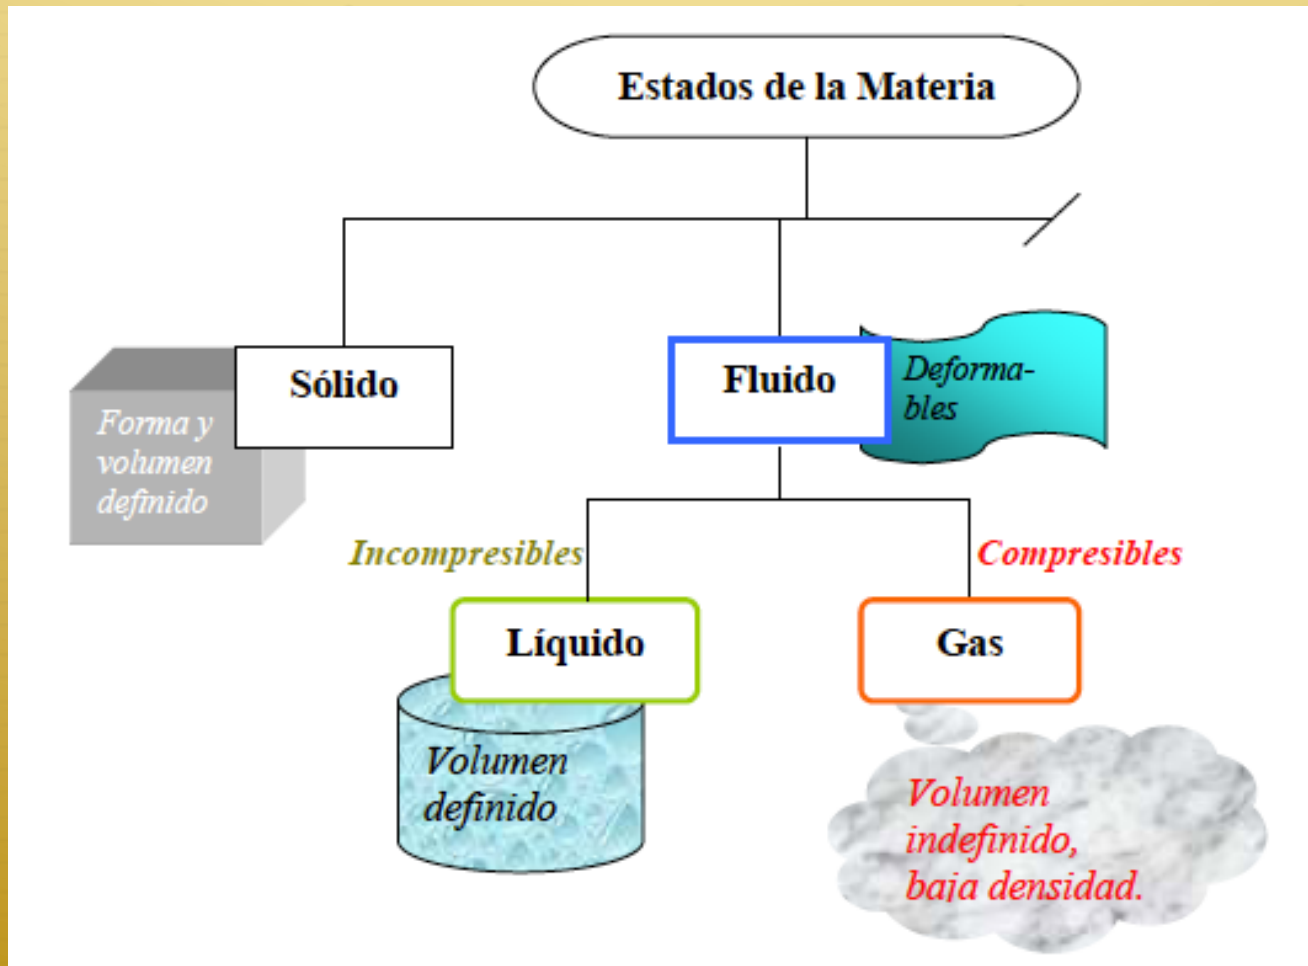 Estados de la Materia
Sólido
Forma y
volumen
definido
Fluido
Deforma-
bles
Incompresibles
Compresibles
Líquido
Gas
Volumen
definido
Volumen
indefinido,
baja densidad.